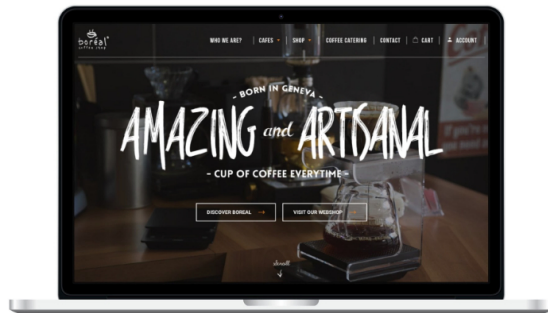 boréal
coffee shop
WHO WE ARE? CAFES SHOP COFFEE CATERING CONTACT CART ACCOUNT
- BORN IN GENEVA -
AMAZING and ARTISANAL
- CUP OF COFFEE EVERYTIME -
DISCOVER BOREAL VISIT OUR WEBSHOP
scroll